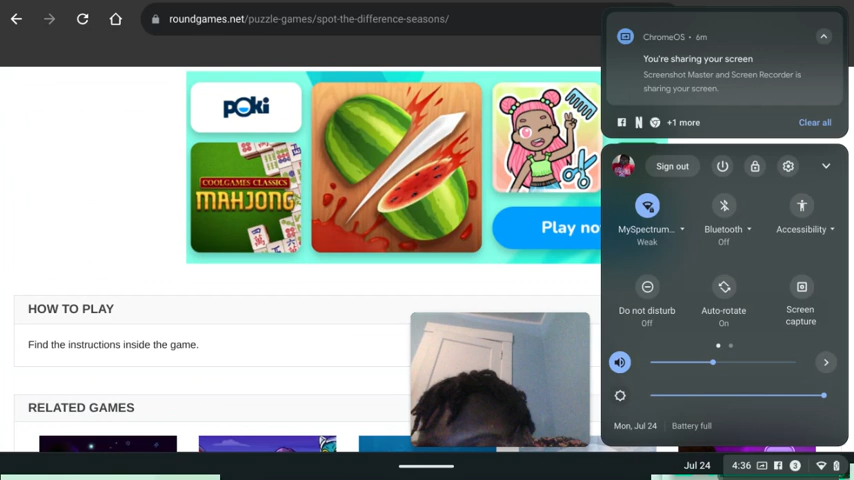 roundgames.net/puzzle-games/spot-the-difference-seasons/
poki
COOLGAMES CLASSICS
MAHJONG
Play no
HOW TO PLAY
Find the instructions inside the game.
RELATED GAMES
ChromeOS • 6m
You're sharing your screen
Screenshot Master and Screen Recorder is
sharing your screen.
N +1 more Clear all
Sign out
MySpectrum...
Weak
Bluetooth
Off
Accessibility
Do not disturb
Off
Auto-rotate
On
Screen
capture
Mon, Jul 24 Battery full
Jul 24 4:36 3